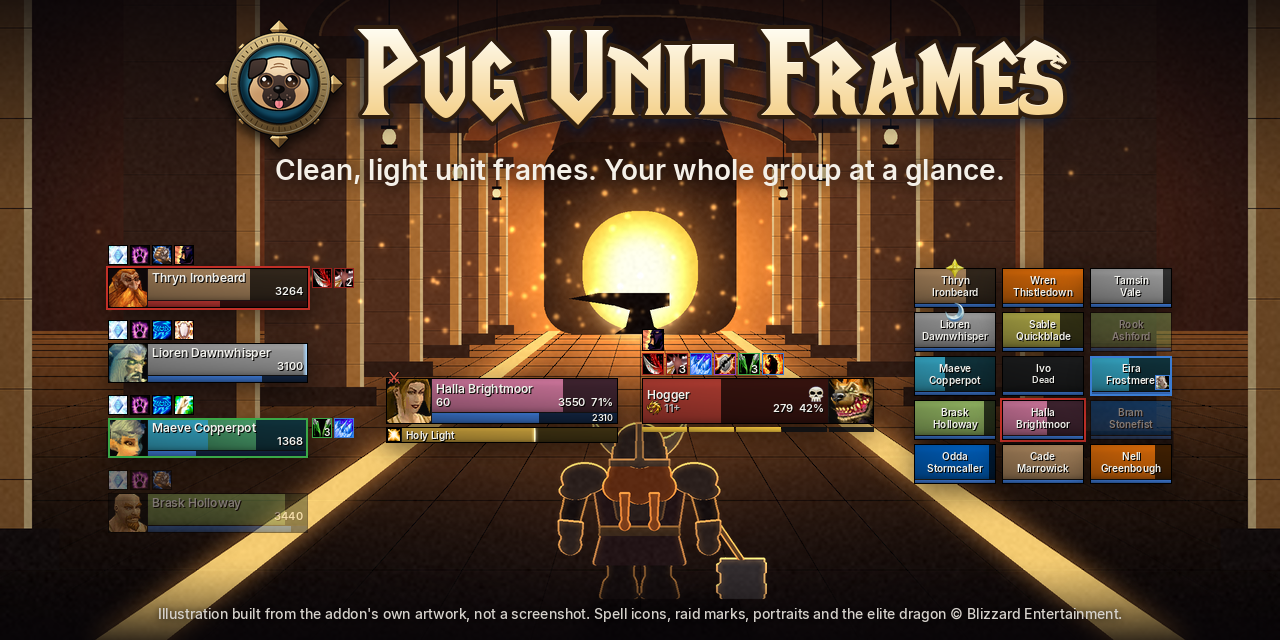 PUG UNIT FRAMES
Clean, light unit frames. Your whole group at a glance.
Thryn Ironbeard
3264
2
Lioren Dawnwhisper
3100
Maeve Copperpot
1368
3
Brask Holloway
3440
Halla Brightmoor
60
3550 71%
2310
Holy Light
3
3
Hogger
11+
279 42%
Thryn
Ironbeard
Wren
Thistledown
Tamsin
Vale
Lioren
Dawnwhisper
Sable
Quickblade
Rook
Ashford
Maeve
Copperpot
Ivo
Dead
Eira
Frostmere
Brask
Holloway
Halla
Brightmoor
Bram
Stonefist
Odda
Stormcaller
Cade
Marrowick
Nell
Greenbough
Illustration built from the addon's own artwork, not a screenshot. Spell icons, raid marks, portraits and the elite dragon © Blizzard Entertainment.